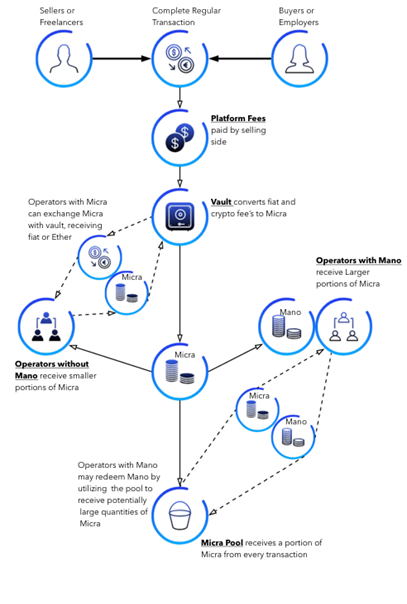 Sellers or
Freelancers
Complete Regular
Transaction
Buyers or
Employers
Platform Fees
paid by selling
side
Operators with Micra
can exchange Micra
with vault, receiving
fiat or Ether
Vault converts fiat and
crypto fee's to Micra
Micra
Operators with Mano
receive Larger
portions of Micra
Mano
Operators without
Mano receive smaller
portions of Micra
Micra
Micra
Mano
Operators with Mano
may redeem Mano by
utilizing the pool to
receive potentially
large quantities of
Micra
Micra Pool receives a portion of
Micra from every transaction